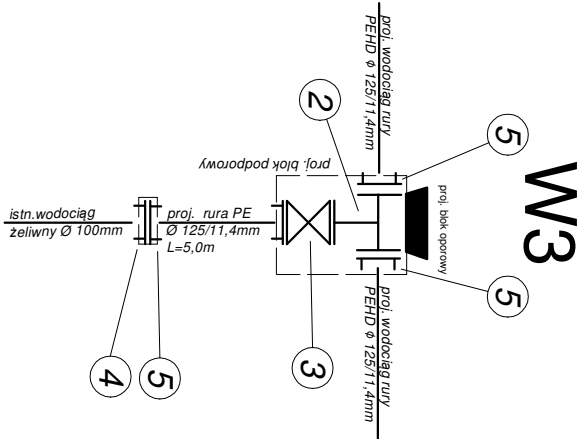 W3
proj. wodociąg rury
PEHD ϕ 125/11,4mm
2
5
proj. blok podporowy
proj. blok oporowy
5
istn.wodociąg
żeliwny Ø 100mm
proj. rura PE
Ø 125/11,4mm
L=5,0m
proj. wodociąg rury
PEHD ϕ 125/11,4mm
3
4
5